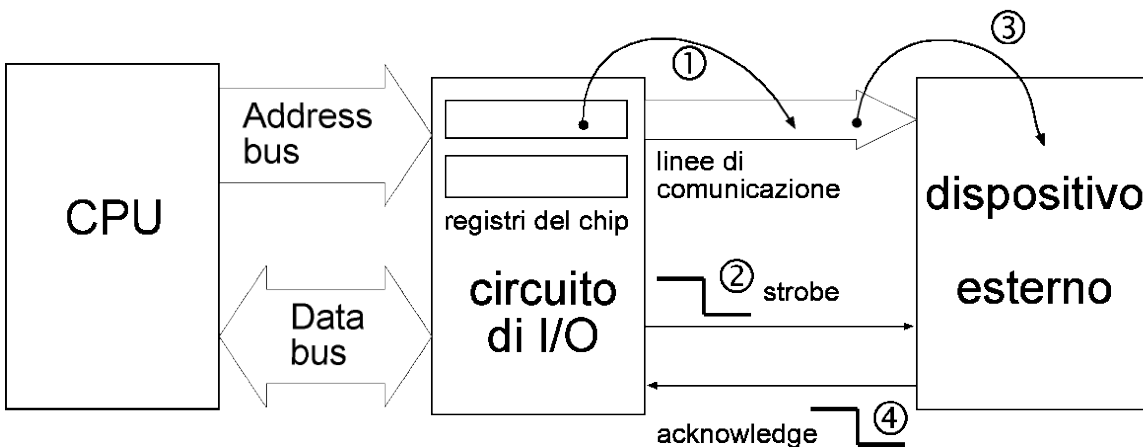 CPU
Address
bus
Data
bus
registri del chip
circuito
di I/O
①
linee di
comunicazione
② strobe
acknowledge ④
③
dispositivo
esterno